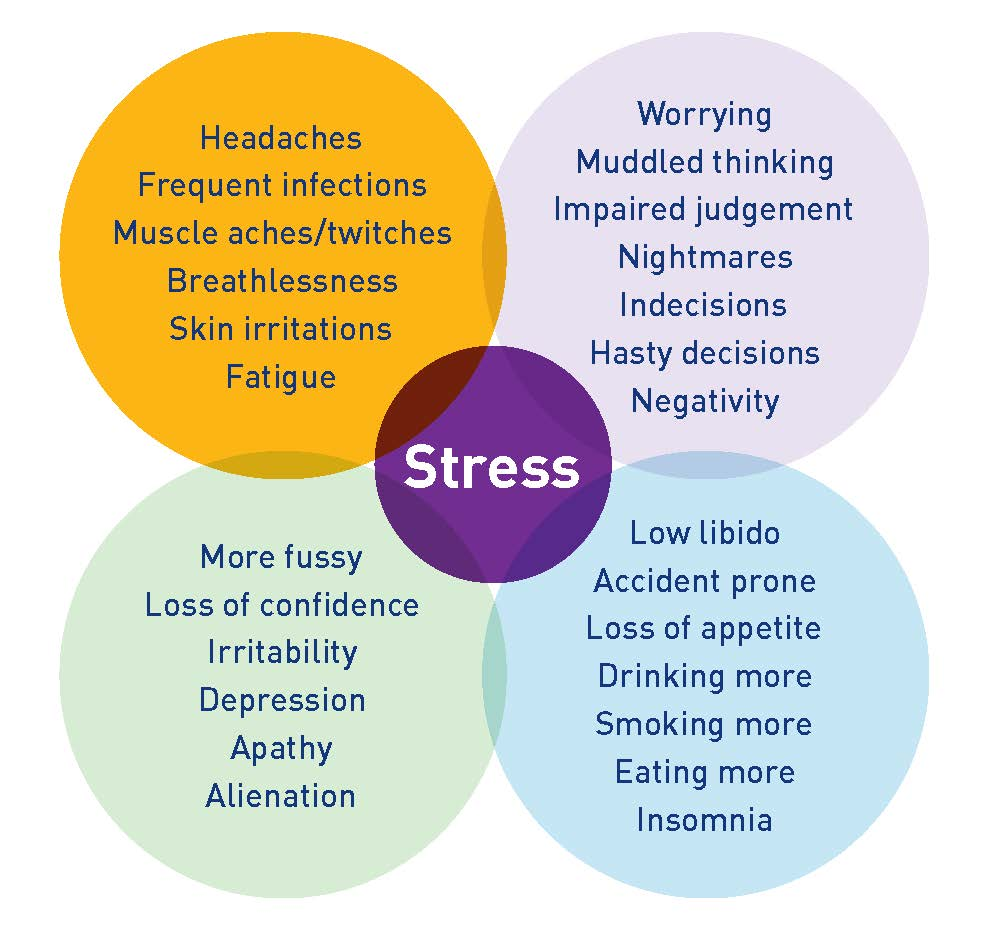 Headaches
Frequent infections
Muscle aches/twitches
Breathlessness
Skin irritations
Fatigue
Worrying
Muddled thinking
Impaired judgement
Nightmares
Indecisions
Hasty decisions
Negativity
Stress
More fussy
Loss of confidence
Irritability
Depression
Apathy
Alienation
Low libido
Accident prone
Loss of appetite
Drinking more
Smoking more
Eating more
Insomnia